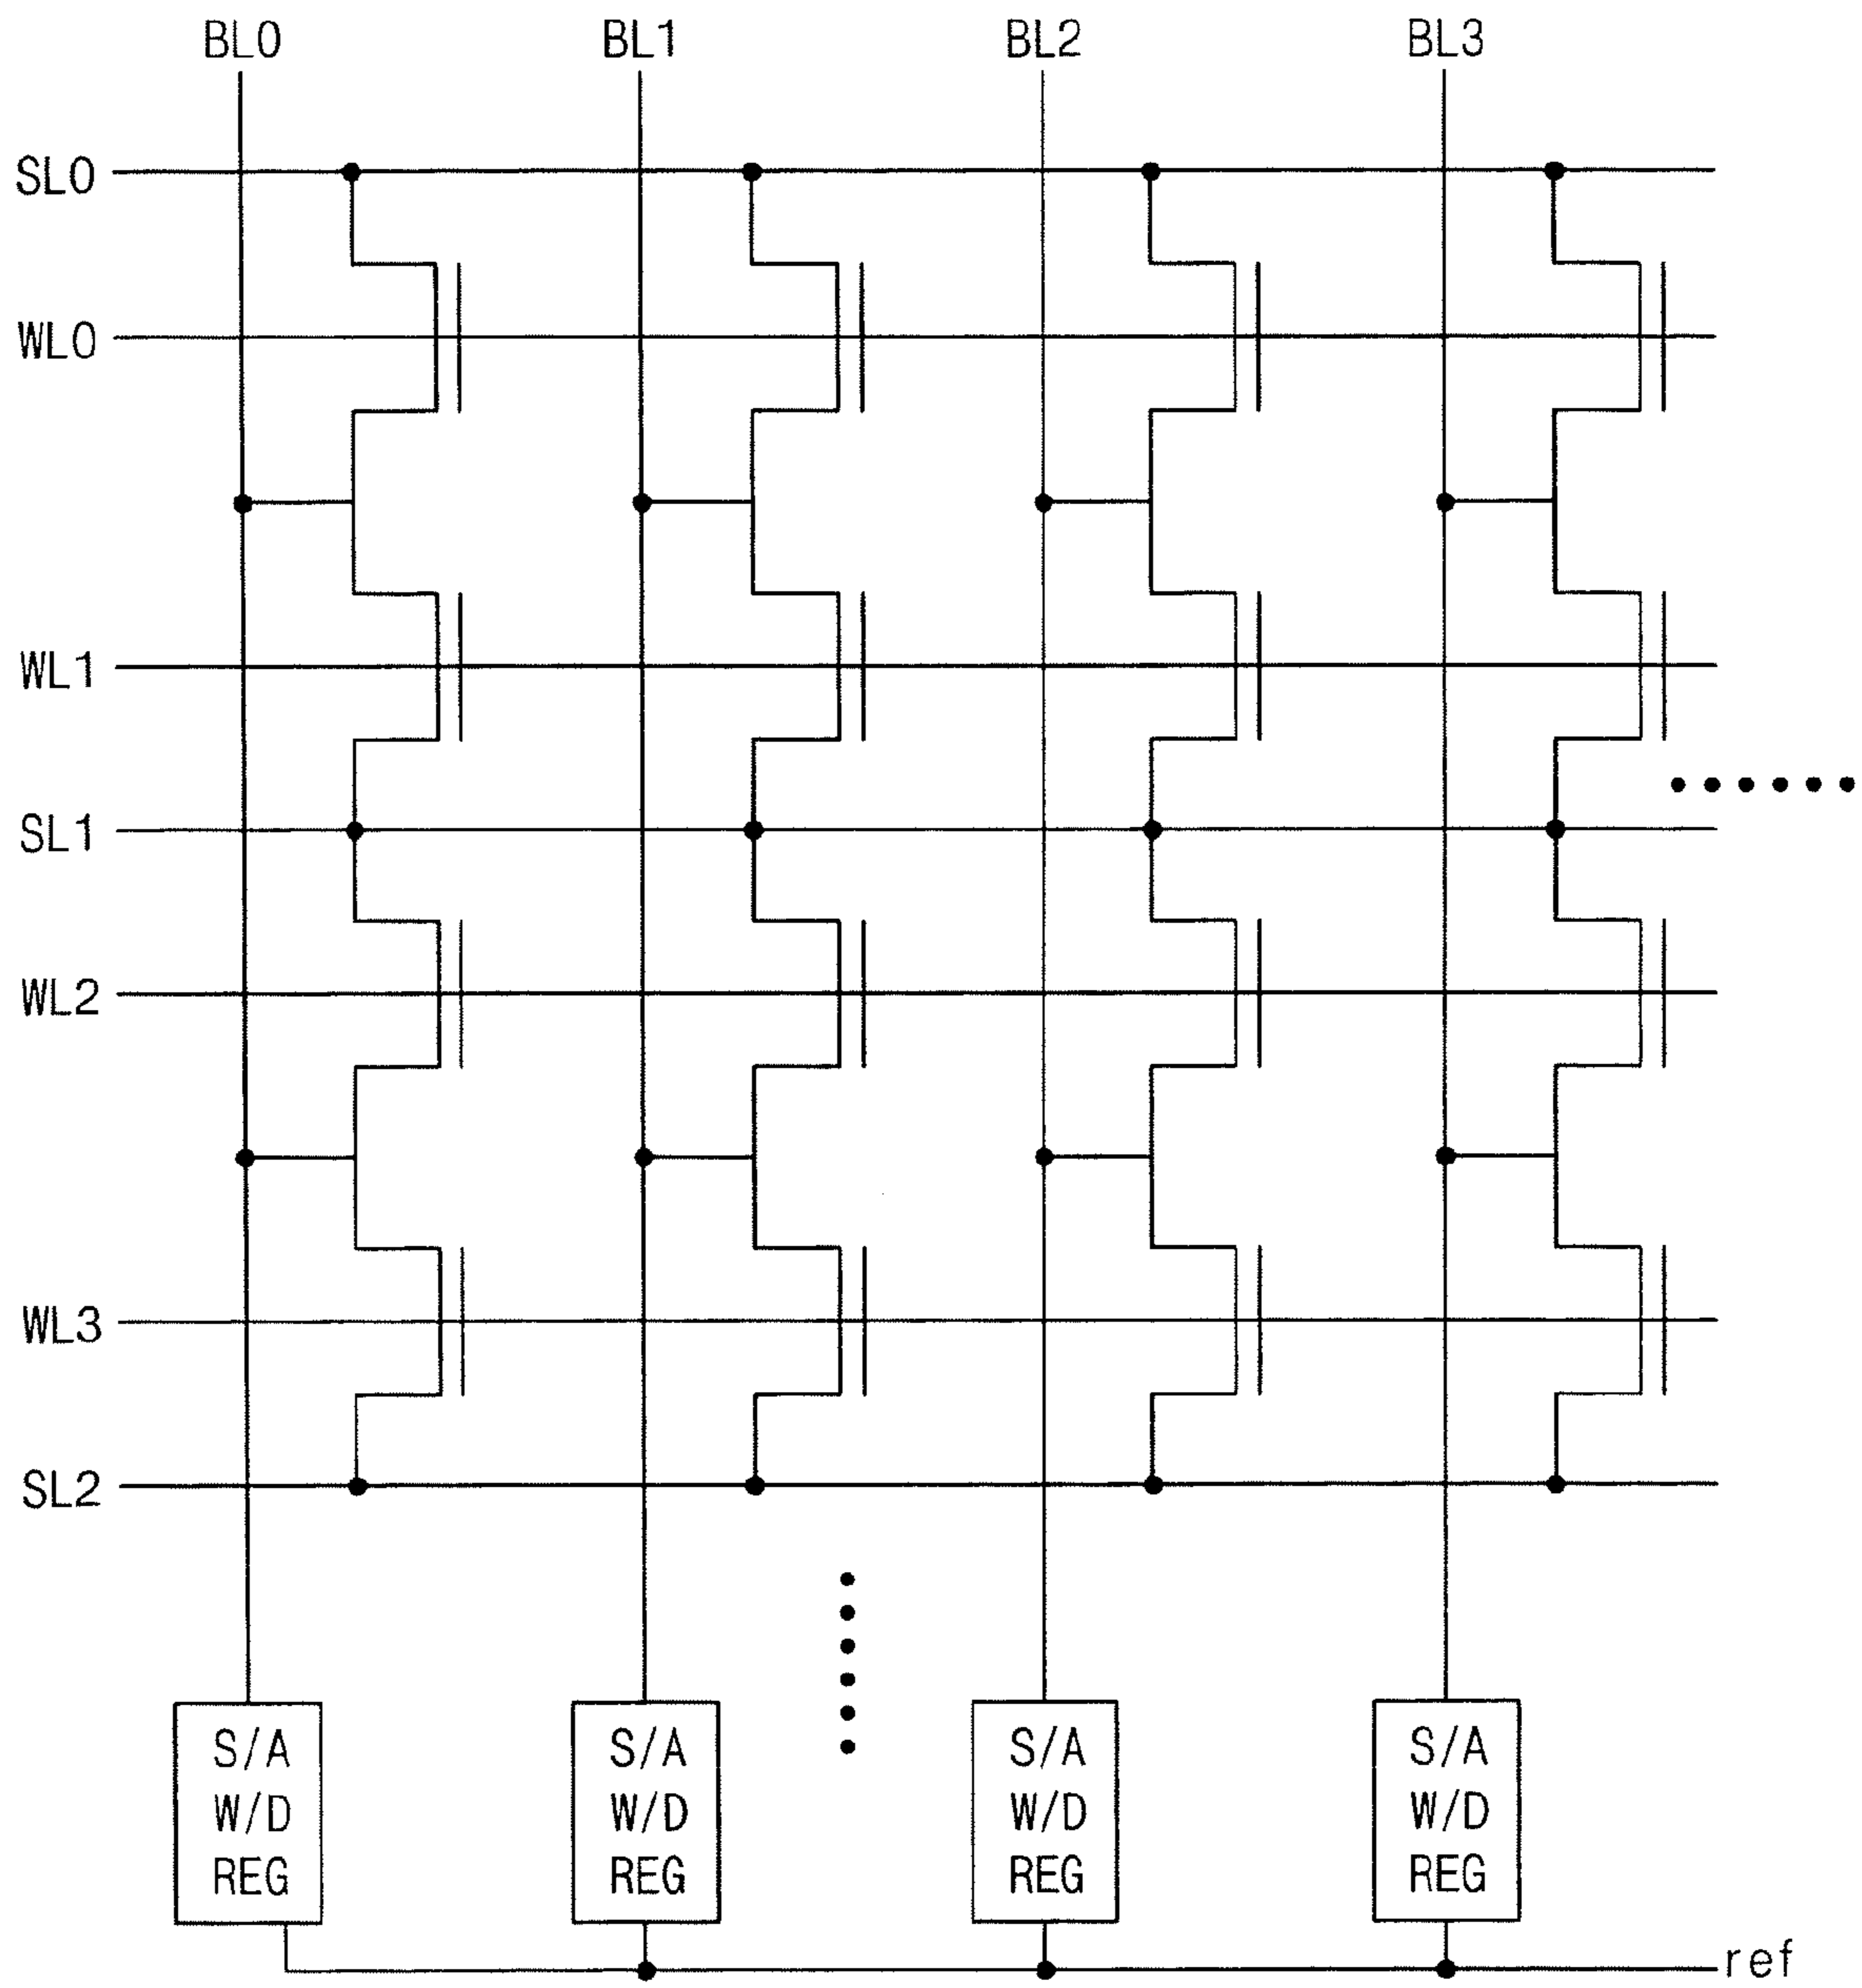 BL0 BL1 BL2 BL3
SL0
WL0
WL1
SL1
WL2
WL3
SL2
S/A S/A S/A S/A
W/D W/D W/D W/D
REG REG REG REG
ref